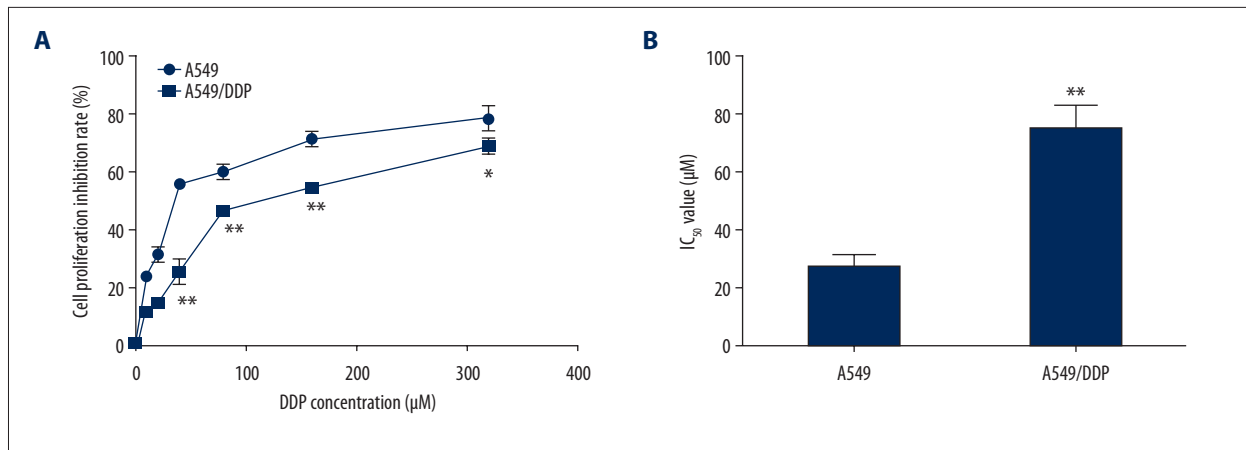 A
Cell proliferation inhibition rate (%)
100
80
60
40
20
0
A549
A549/DDP
**
**
**
*
0
100
200
300
400
DDP concentration (µM)
B
IC50 value (µM)
100
80
60
40
20
0
**
A549
A549/DDP